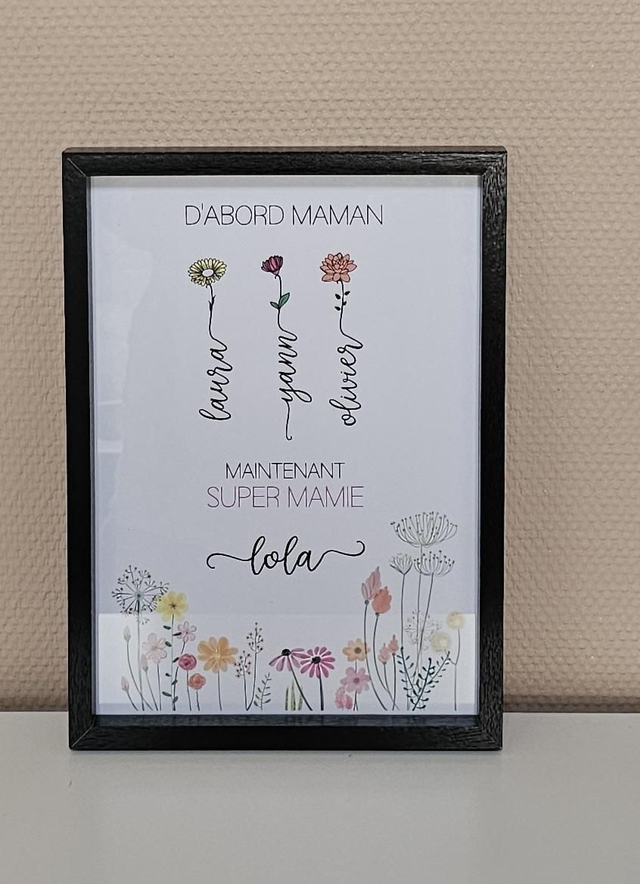 D'ABORD MAMAN
laura
yann
olivier
MAINTENANT
SUPER MAMIE
lola